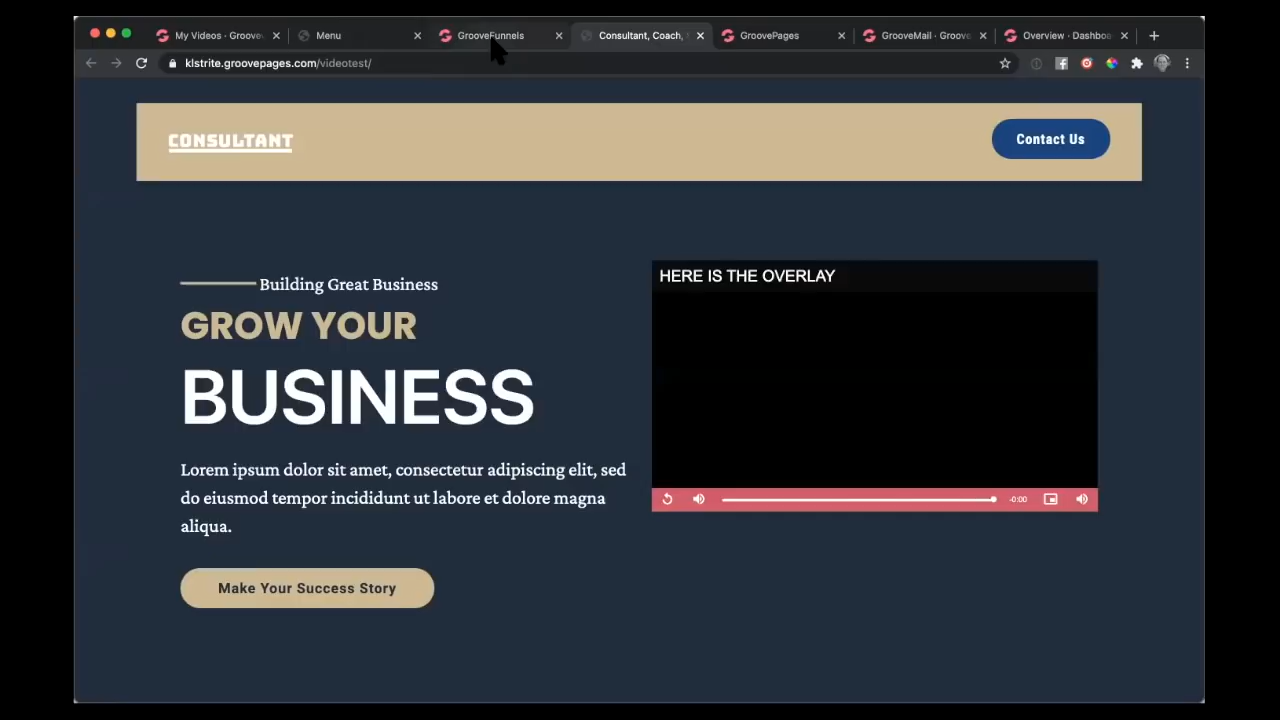 My Videos · Groove
Menu
GrooveFunnels
Consultant, Coach,
GroovePages
GrooveMail · Groove
Overview · Dashboa
klstrite.groovepages.com/videotest/
CONSULTANT
Contact Us
Building Great Business
GROW YOUR
BUSINESS
Lorem ipsum dolor sit amet, consectetur adipiscing elit, sed
do eiusmod tempor incididunt ut labore et dolore magna
aliqua.
Make Your Success Story
HERE IS THE OVERLAY
-0:00